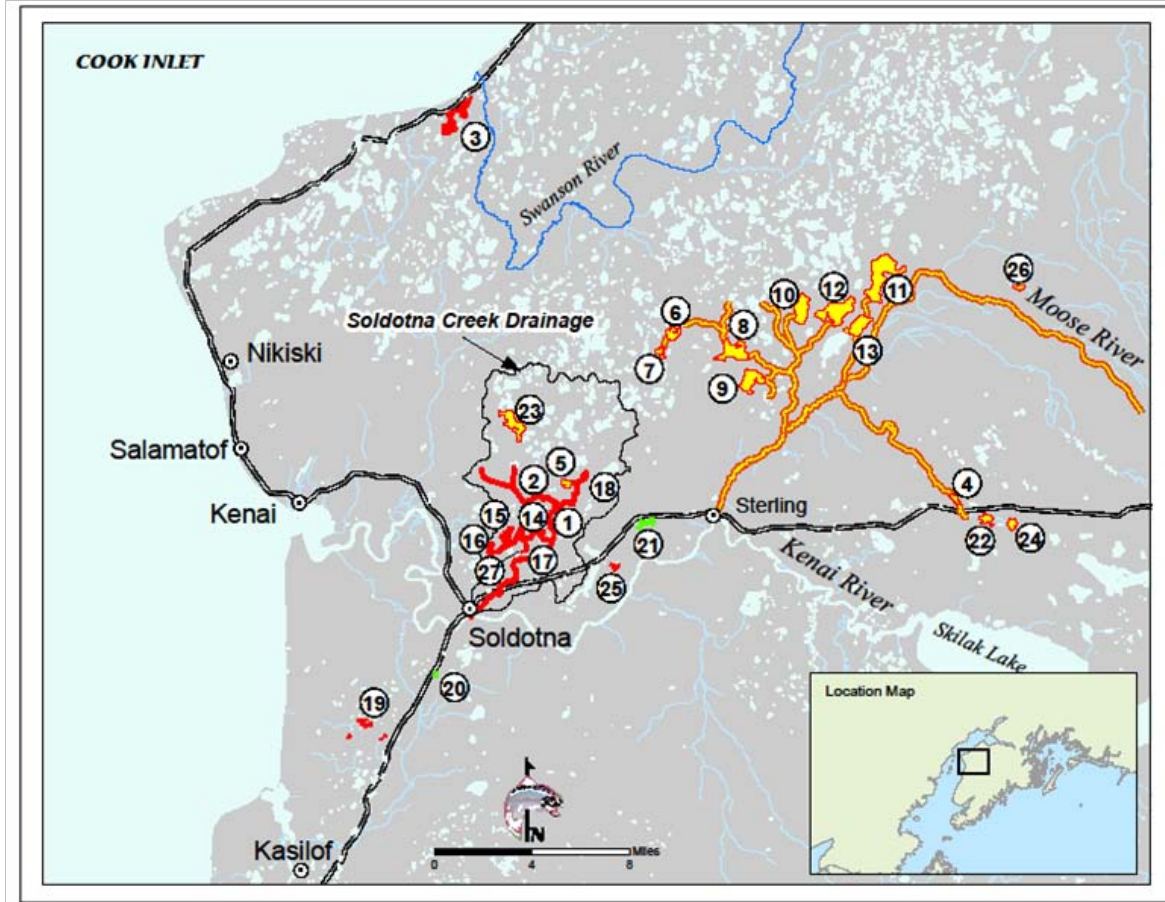 COOK INLET
3
Swanson River
26
10
12
11
Moose River
6
Soldotna Creek Drainage
8
Nikiski
7
13
9
23
Salamatof
5
2
18
4
Kenai
Sterling
15
14
1
16
21
22
24
27
17
Kenai River
25
Soldotna
Skilak Lake
20
Location Map
19
N
Kasilof
Miles
0 4 8